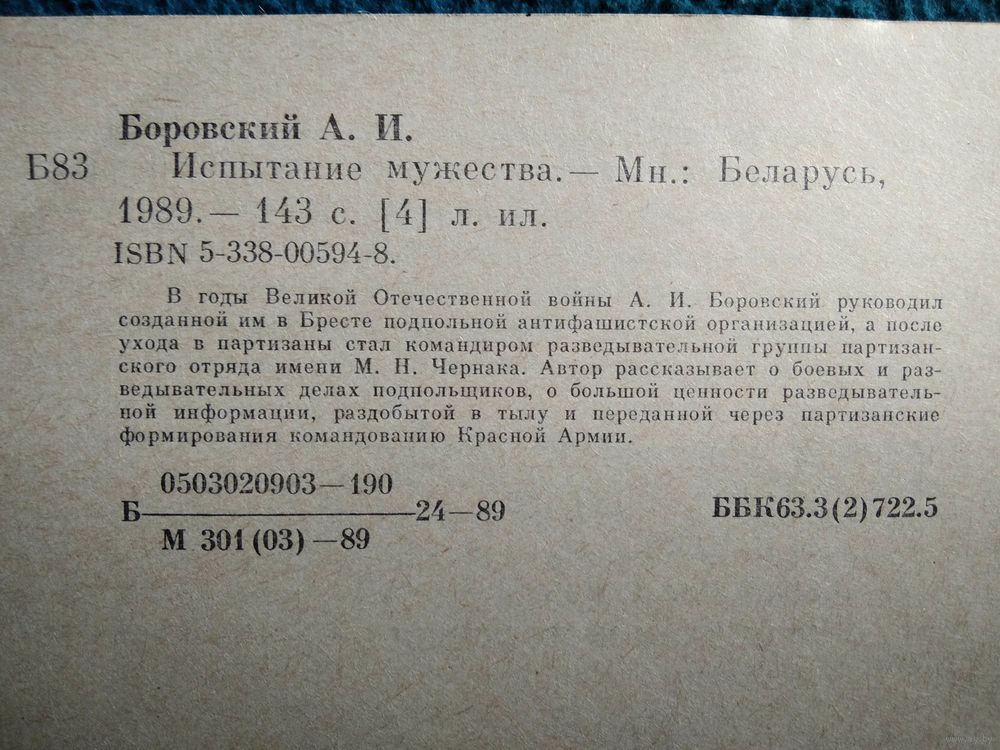 Боровский А. И.
Б83 Испытание мужества.— Мн.: Беларусь,
1989.— 143 с. [4] л. ил.
ISBN 5-338-00594-8.
В годы Великой Отечественной войны А. И. Боровский руководил
созданной им в Бресте подпольной антифашистской организацией, а после
ухода в партизаны стал командиром разведывательной группы партизан-
ского отряда имени М. Н. Чернака. Автор рассказывает о боевых и раз-
ведывательных делах подпольщиков, о большой ценности разведыватель-
ной информации, раздобытой в тылу и переданной через партизанские
формирования командованию Красной Армии.
0503020903—190
Б————————24—89
М 301(03)—89
ББК63.3(2)722.5